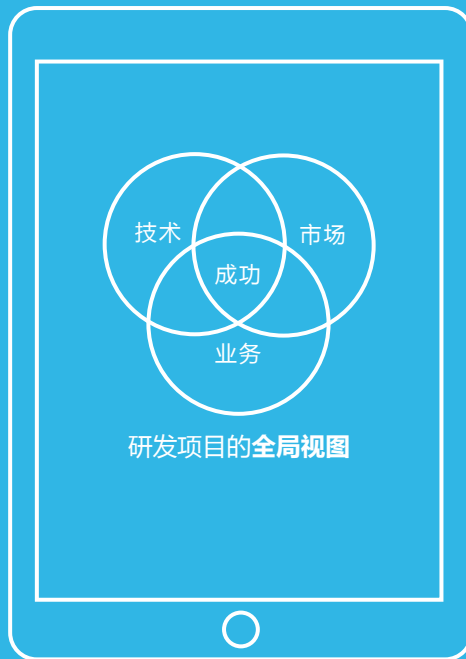 技术
市场
成功
业务
研发项目的全局视图